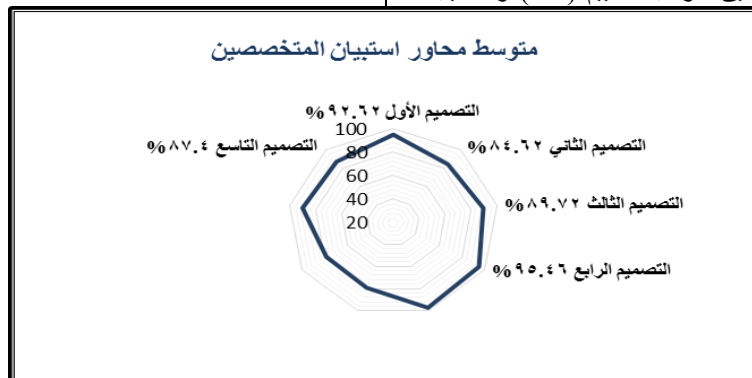 متوسط محاور استبيان المتخصصين
التصميم الأول ٩٢.٦٢ %
التصميم الثاني ٨٤.٦٢ %
التصميم الثالث ٨٩.٧٢ %
التصميم الرابع ٩٥.٤٦ %
التصميم التاسع ٨٧.٤ %
100
80
60
40
20